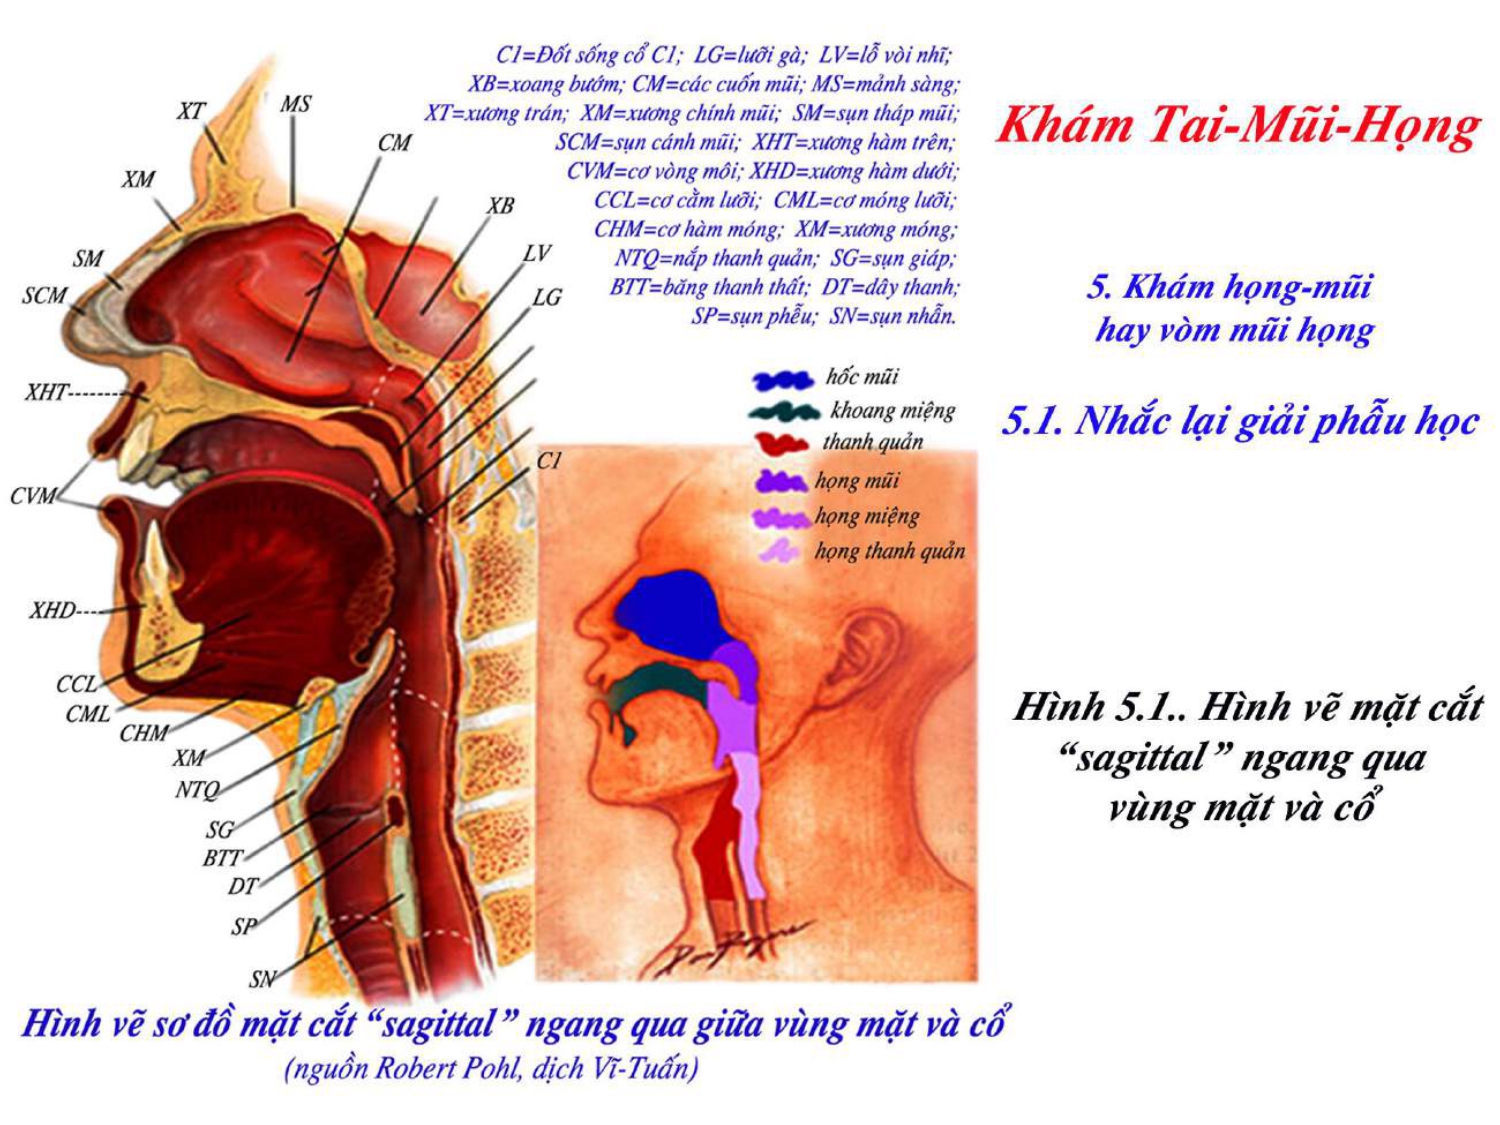 C1=Đốt sống cổ C1; LG=lưỡi gà; LV=lỗ vòi nhĩ;
XB=xoang bướm; CM=các cuốn mũi; MS=mảnh sàng;
XT=xương trán; XM=xương chính mũi; SM=sụn tháp mũi;
SCM=sụn cánh mũi; XHT=xương hàm trên;
CVM=cơ vòng môi; XHD=xương hàm dưới;
CCL=cơ cằm lưỡi; CML=cơ móng lưỡi;
CHM=cơ hàm móng; XM=xương móng;
NTQ=nắp thanh quản; SG=sụn giáp;
BTT=băng thanh thất; DT=dây thanh;
SP=sụn phễu; SN=sụn nhẫn.
XT
MS
CM
XM
XB
SM
LV
SCM
LG
XHT
C1
CVM
XHD
CCL
CML
CHM
XM
NTQ
SG
BTT
DT
SP
SN
hốc mũi
khoang miệng
thanh quản
họng mũi
họng miệng
họng thanh quản
Hình vẽ sơ đồ mặt cắt “sagittal” ngang qua giữa vùng mặt và cổ
(nguồn Robert Pohl, dịch Vĩ-Tuấn)
Khám Tai-Mũi-Họng
5. Khám họng-mũi
hay vòm mũi họng
5.1. Nhắc lại giải phẫu học
Hình 5.1.. Hình vẽ mặt cắt
“sagittal” ngang qua
vùng mặt và cổ